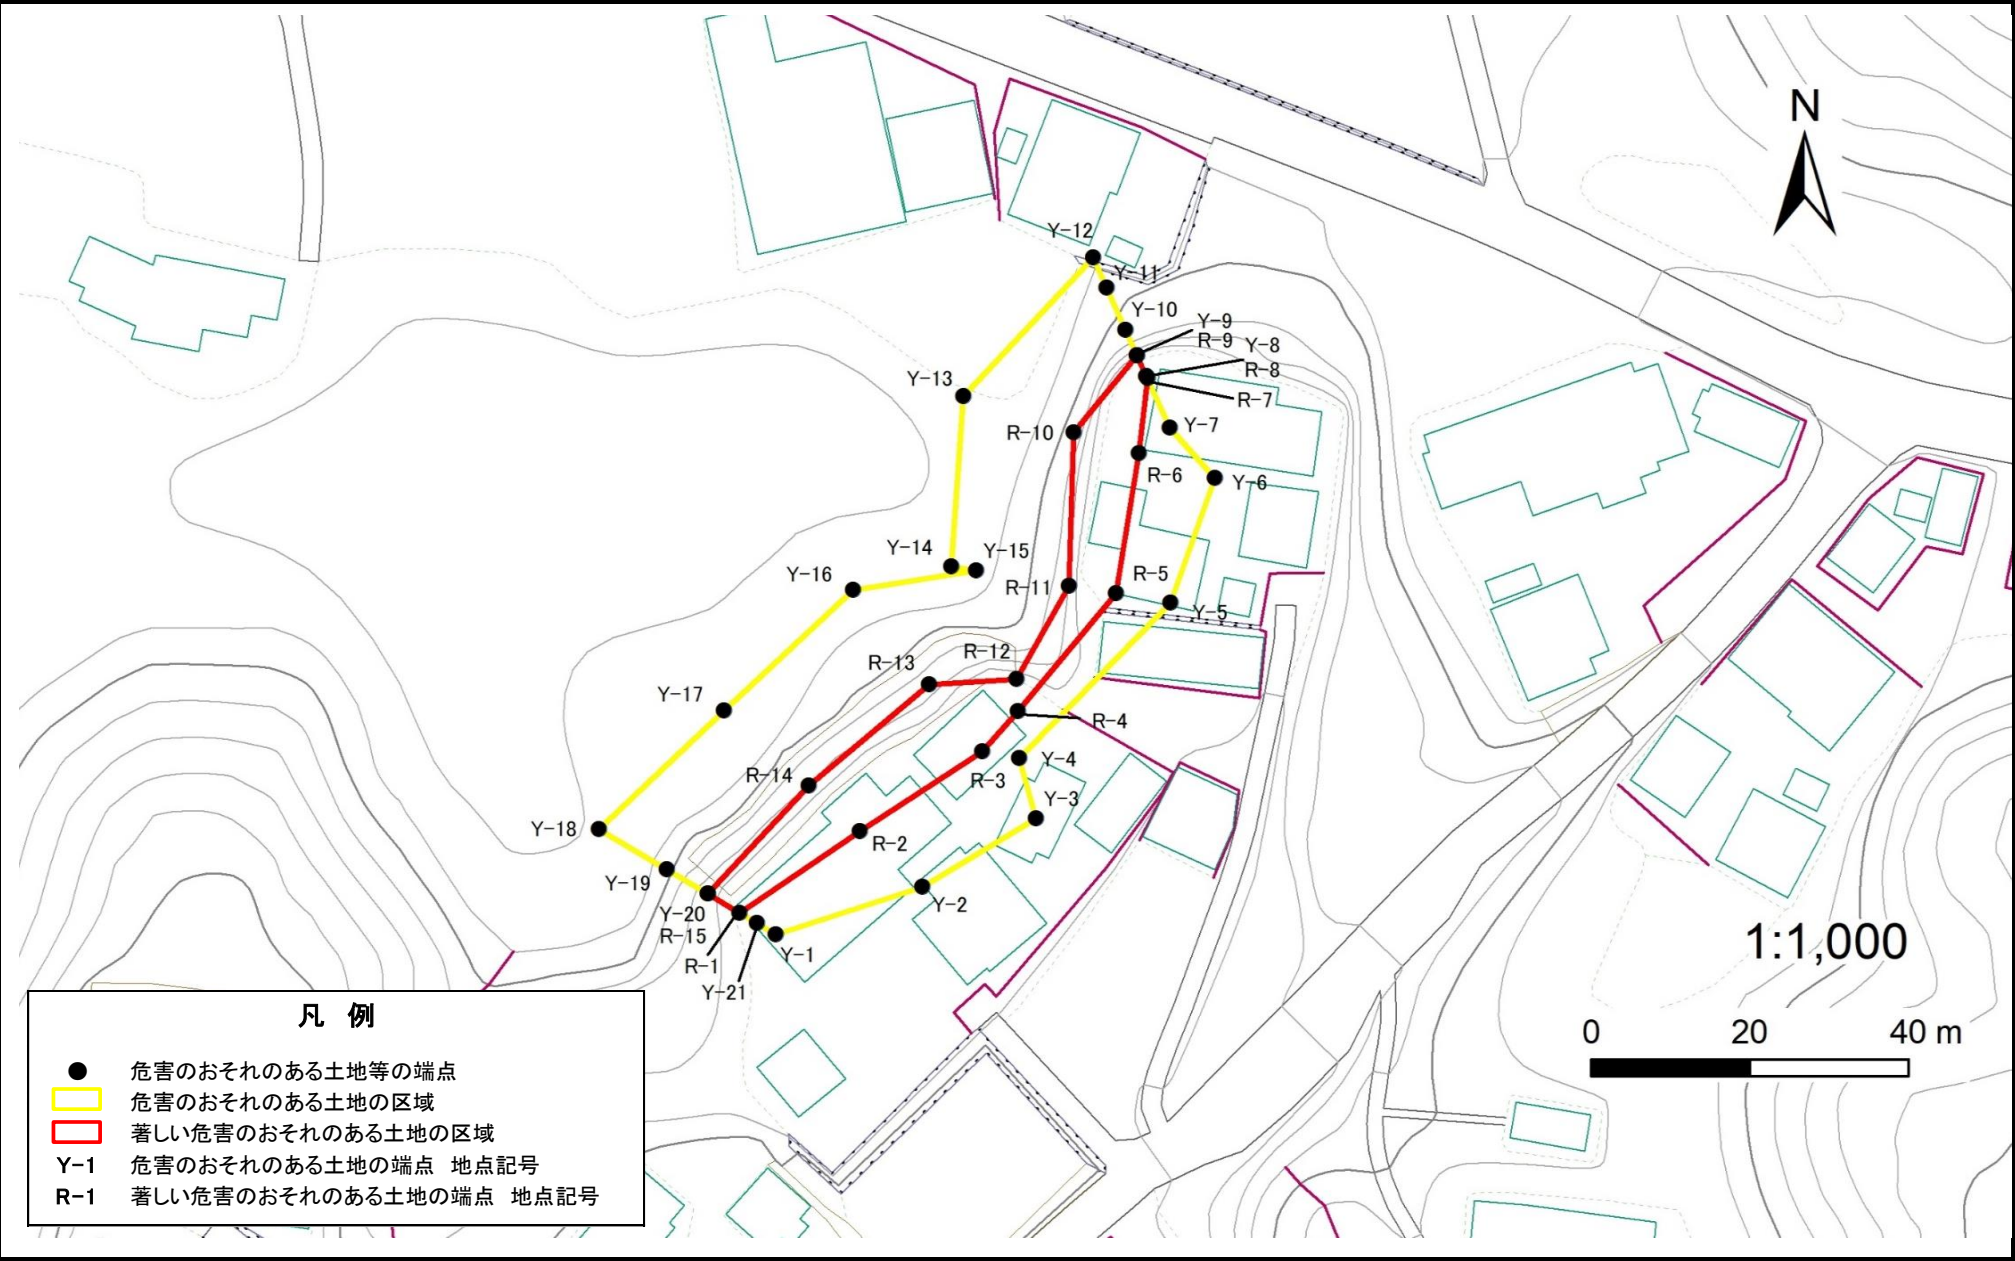 N
Y-12
Y-11
Y-10
Y-9
R-9
Y-8
R-8
R-7
Y-13
Y-7
R-10
R-6
Y-6
Y-14
Y-15
Y-16
R-11
R-5
Y-5
R-12
R-13
Y-17
R-4
R-14
R-3
Y-4
Y-3
Y-18
R-2
Y-19
Y-2
Y-20
R-15
R-1
Y-1
Y-21
1:1,000
0 20 40 m
凡 例
危害のおそれのある土地等の端点
危害のおそれのある土地の区域
著しい危害のおそれのある土地の区域
Y-1 危害のおそれのある土地の端点 地点記号
R-1 著しい危害のおそれのある土地の端点 地点記号